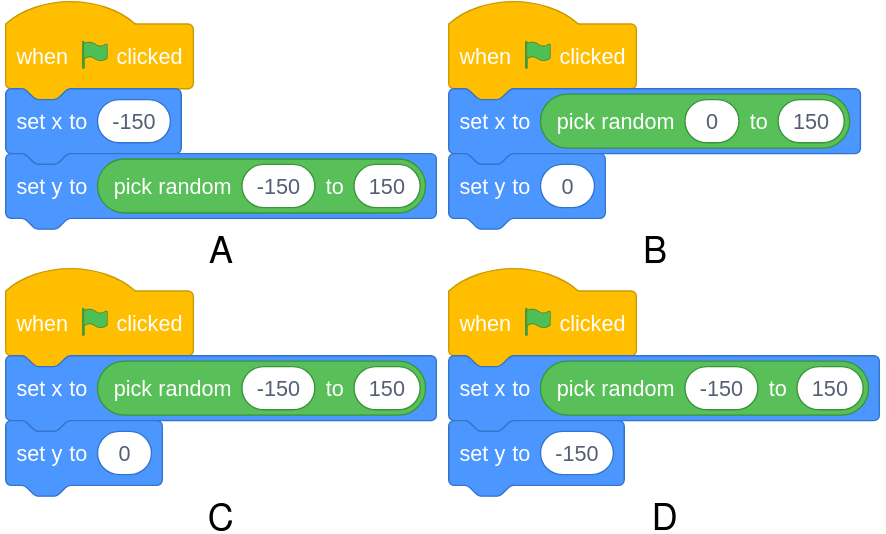 when clicked
set x to -150
set y to pick random -150 to 150
A
when clicked
set x to pick random 0 to 150
set y to 0
B
when clicked
set x to pick random -150 to 150
set y to 0
C
when clicked
set x to pick random -150 to 150
set y to -150
D